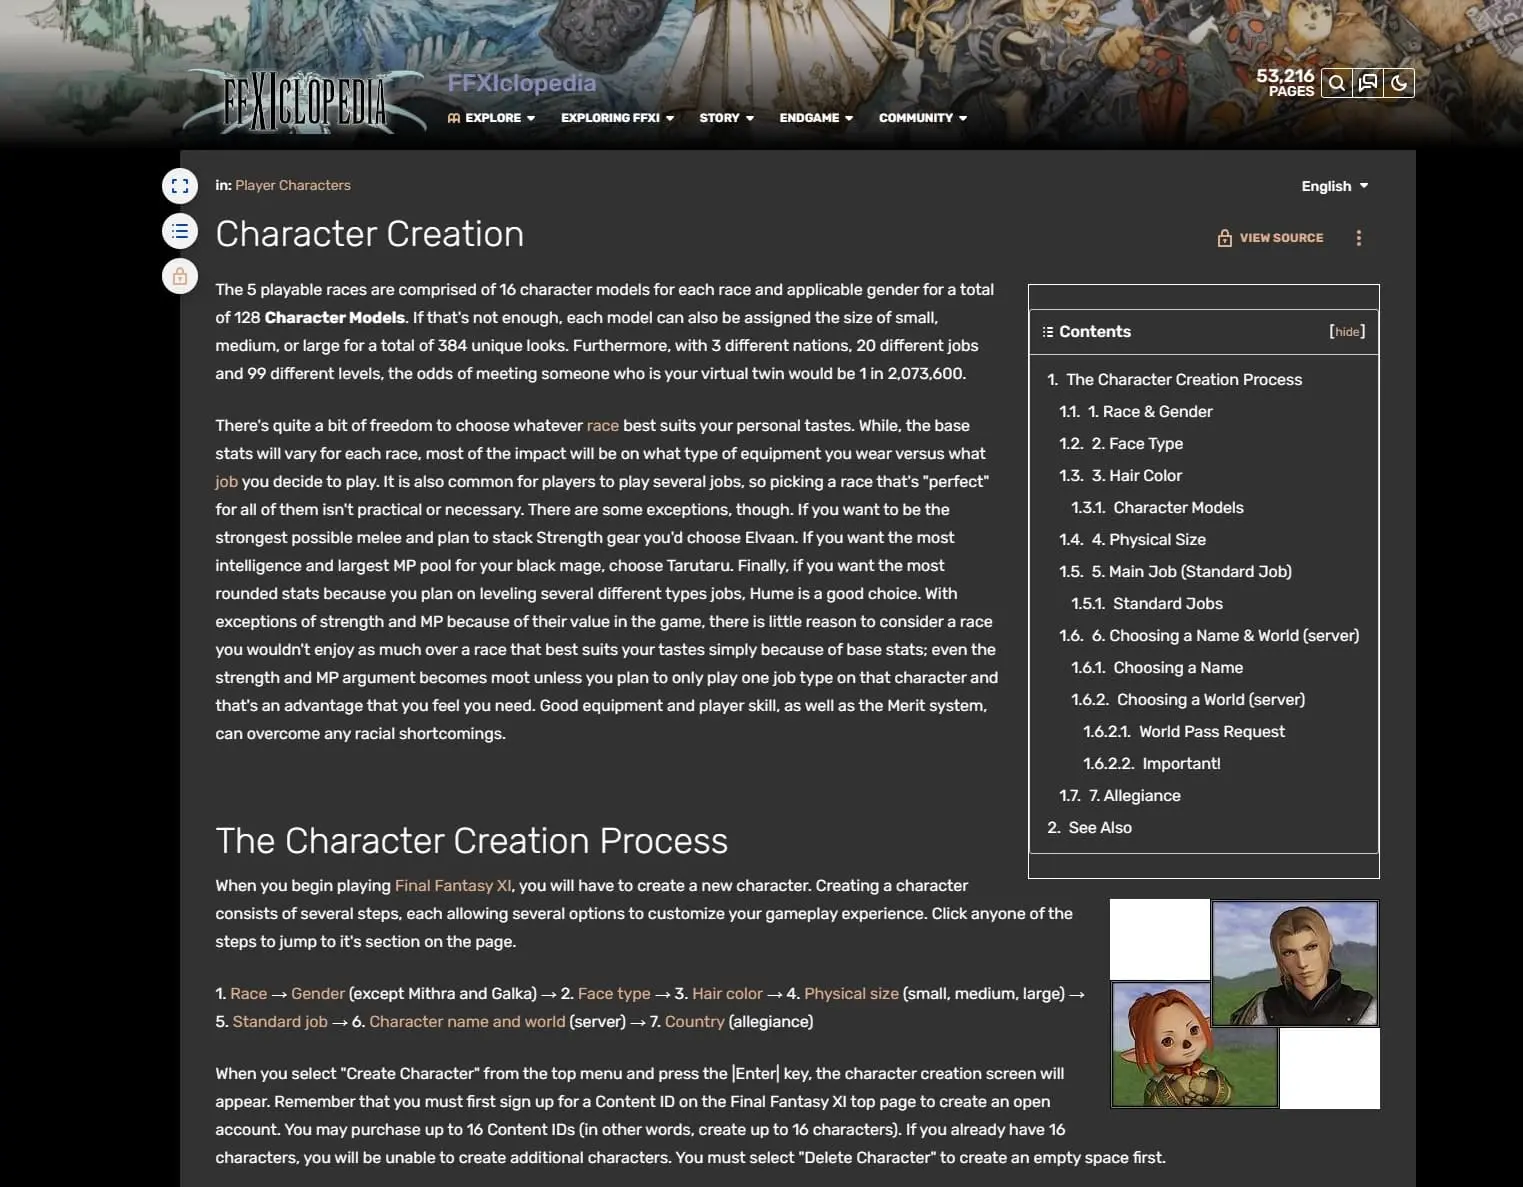 FFXIclopedia
FFXIclopedia
53,216
PAGES
EXPLORE
EXPLORING FFXI
STORY
ENDGAME
COMMUNITY
in: Player Characters
English
Character Creation
VIEW SOURCE
The 5 playable races are comprised of 16 character models for each race and applicable gender for a total
of 128 Character Models. If that's not enough, each model can also be assigned the size of small,
medium, or large for a total of 384 unique looks. Furthermore, with 3 different nations, 20 different jobs
and 99 different levels, the odds of meeting someone who is your virtual twin would be 1 in 2,073,600.
There's quite a bit of freedom to choose whatever race best suits your personal tastes. While, the base
stats will vary for each race, most of the impact will be on what type of equipment you wear versus what
job you decide to play. It is also common for players to play several jobs, so picking a race that's "perfect"
for all of them isn't practical or necessary. There are some exceptions, though. If you want to be the
strongest possible melee and plan to stack Strength gear you'd choose Elvaan. If you want the most
intelligence and largest MP pool for your black mage, choose Tarutaru. Finally, if you want the most
rounded stats because you plan on leveling several different types jobs, Hume is a good choice. With
exceptions of strength and MP because of their value in the game, there is little reason to consider a race
you wouldn't enjoy as much over a race that best suits your tastes simply because of base stats; even the
strength and MP argument becomes moot unless you plan to only play one job type on that character and
that's an advantage that you feel you need. Good equipment and player skill, as well as the Merit system,
can overcome any racial shortcomings.
Contents [hide]
1. The Character Creation Process
1.1. 1. Race & Gender
1.2. 2. Face Type
1.3. 3. Hair Color
1.3.1. Character Models
1.4. 4. Physical Size
1.5. 5. Main Job (Standard Job)
1.5.1. Standard Jobs
1.6. 6. Choosing a Name & World (server)
1.6.1. Choosing a Name
1.6.2. Choosing a World (server)
1.6.2.1. World Pass Request
1.6.2.2. Important!
1.7. 7. Allegiance
2. See Also
The Character Creation Process
When you begin playing Final Fantasy XI, you will have to create a new character. Creating a character
consists of several steps, each allowing several options to customize your gameplay experience. Click anyone of the
steps to jump to it's section on the page.
1. Race → Gender (except Mithra and Galka) → 2. Face type → 3. Hair color → 4. Physical size (small, medium, large) →
5. Standard job → 6. Character name and world (server) → 7. Country (allegiance)
When you select "Create Character" from the top menu and press the |Enter| key, the character creation screen will
appear. Remember that you must first sign up for a Content ID on the Final Fantasy XI top page to create an open
account. You may purchase up to 16 Content IDs (in other words, create up to 16 characters). If you already have 16
characters, you will be unable to create additional characters. You must select "Delete Character" to create an empty space first.